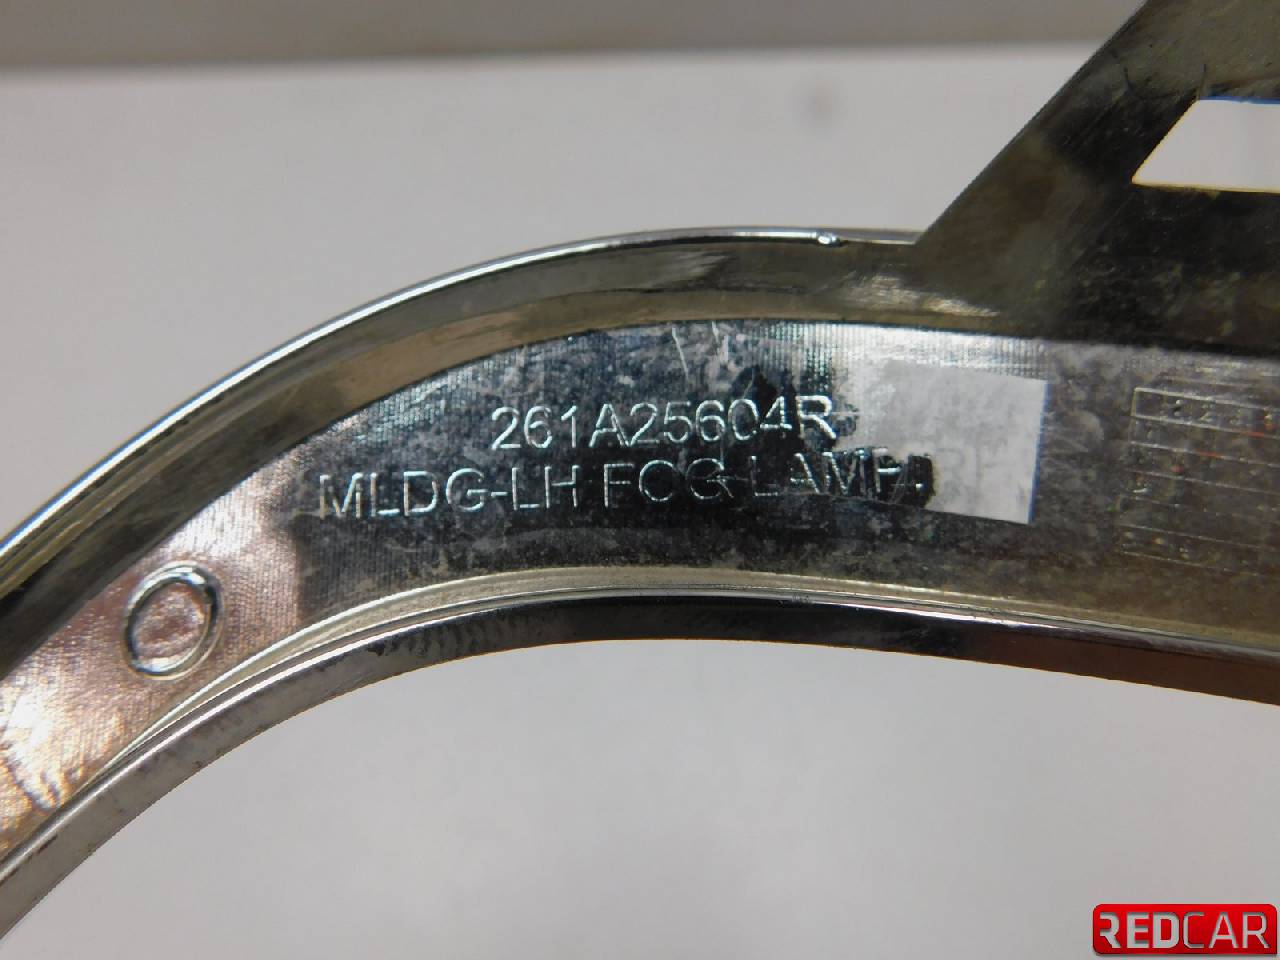 261A25604R
MLDG-LH FOG LAMP,
REDCAR